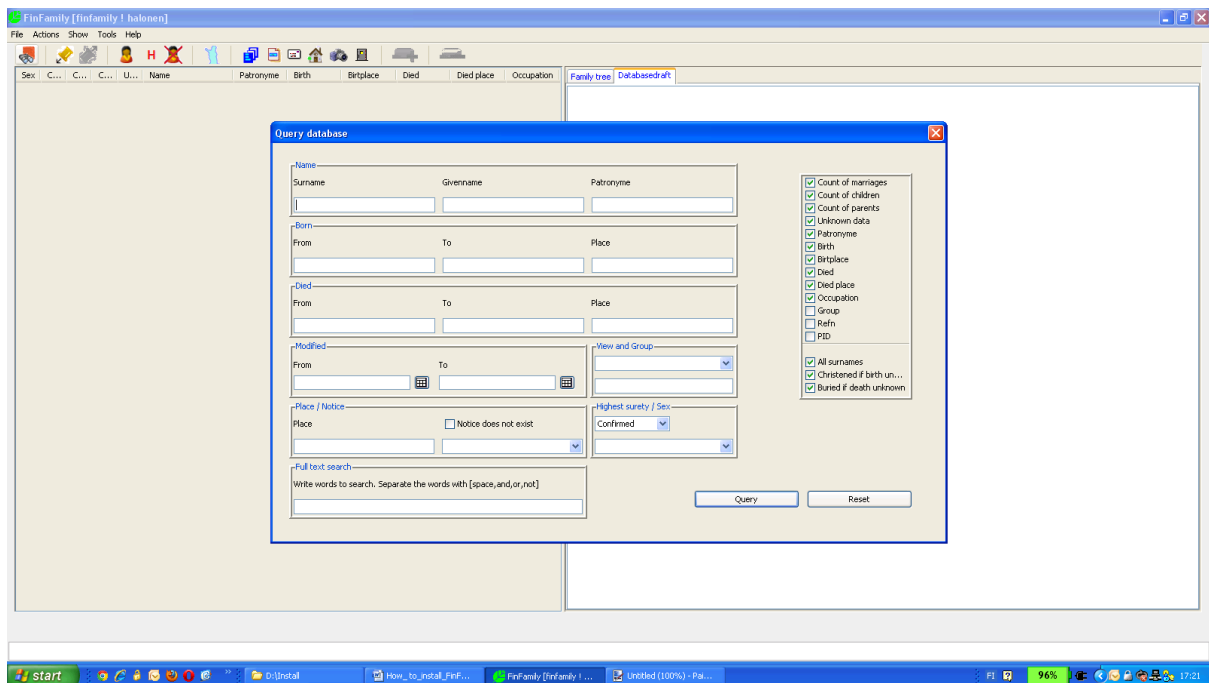 FinFamily [finfamily ! halonen]
File Actions Show Tools Help
H
Sex C... C... C... U... Name Patronyme Birth Birtplace Died Died place Occupation
Family tree Databasedraft
Query database
Name
Surname Givenname Patronyme
Born
From To Place
Died
From To Place
Modified
From To
View and Group
Place / Notice
Place Notice does not exist
Highest surety / Sex
Confirmed
Full text search
Write words to search. Separate the words with [space,and,or,not]
Count of marriages
Count of children
Count of parents
Unknown data
Patronyme
Birth
Birtplace
Died
Died place
Occupation
Group
Refn
PID
All surnames
Christened if birth un...
Buried if death unknown
Query Reset
start D:\Install How_to_install_FinF... FinFamily [finfamily ! ... Untitled (100%) - Pai... FI 96% 17:21